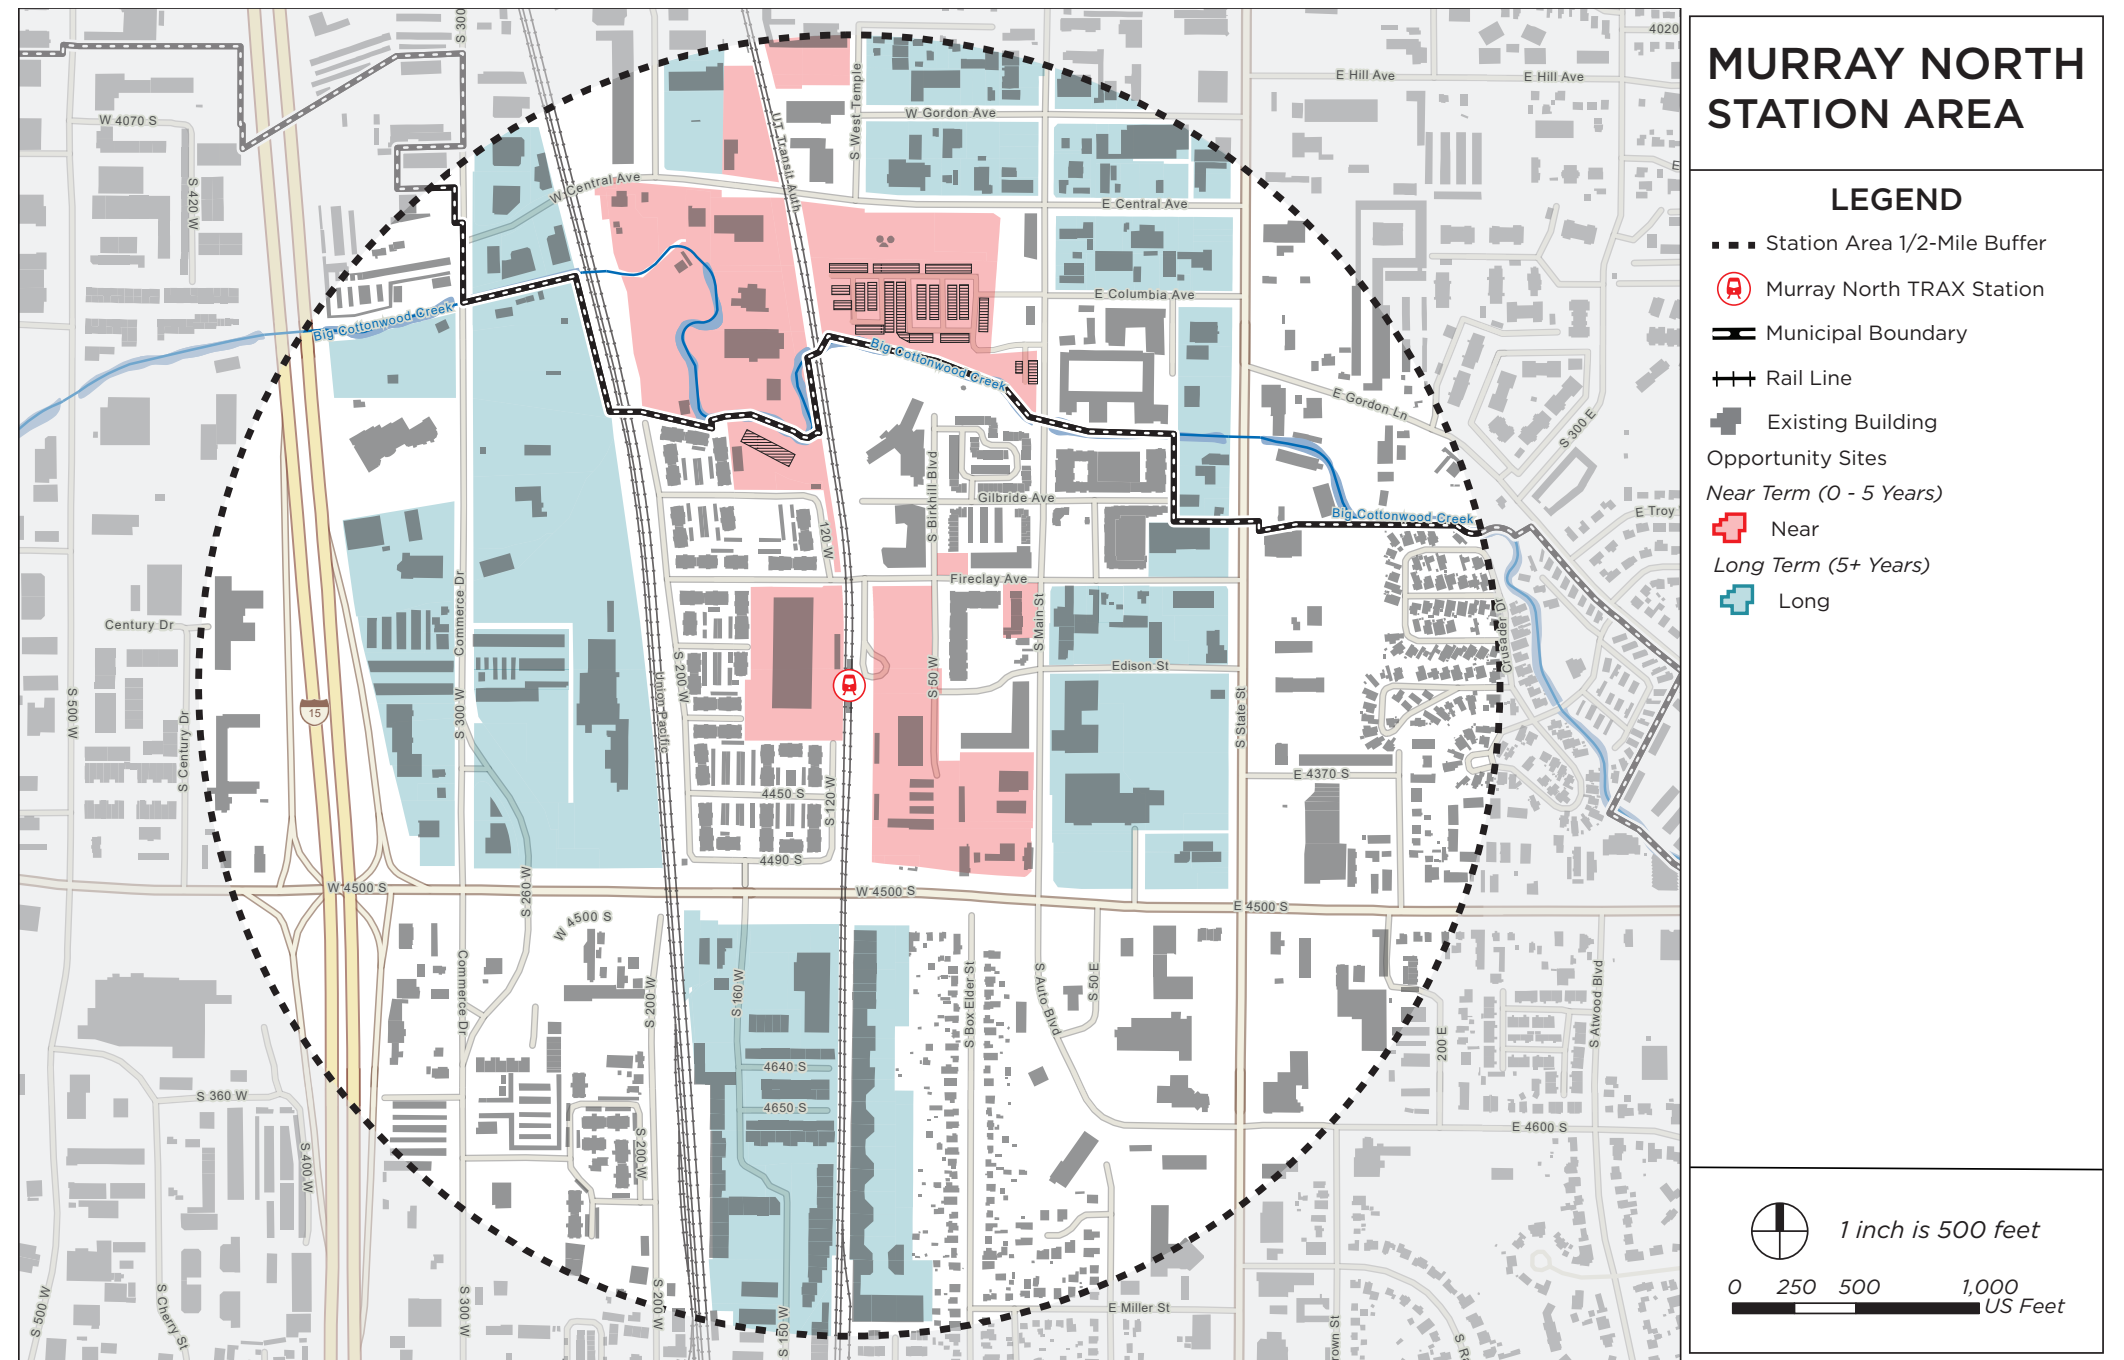 MURRAY NORTH
STATION AREA
LEGEND
Station Area 1/2-Mile Buffer
Murray North TRAX Station
Municipal Boundary
Rail Line
Existing Building
Opportunity Sites
Near Term (0 - 5 Years)
Near
Long Term (5+ Years)
Long
1 inch is 500 feet
0 250 500 1,000
US Feet
S 300
4020
E Hill Ave
E Hill Ave
W 4070 S
W Gordon Ave
S West Temple
UT Transit Auth
S 420 W
W Central Ave
E Central Ave
E Columbia Ave
Big Cottonwood Creek
Big Cottonwood Creek
E Gordon Ln
S 300 E
S Birkhill Blvd
Gilbride Ave
Big Cottonwood Creek
E Troy
120 W
Fireclay Ave
Commerce Dr
S Main St
Crusader Dr
Century Dr
Edison St
S 200 W
S 50 W
Union Pacific
S 500 W
S Century Dr
S 300 W
15
S State St
E 4370 S
4450 S
S 120 W
4490 S
W 4500 S
W 4500 S
E 4500 S
S 260 W
W 4500 S
Commerce Dr
S 200 W
S 160 W
S Box Elder St
S Auto Blvd
S 50 E
200 E
S Atwood Blvd
4640 S
S 360 W
4650 S
E 4600 S
S 400 W
S 200 W
S 500 W
S Cherry St
S 300 W
S 200 W
S 150 W
E Miller St
rown St